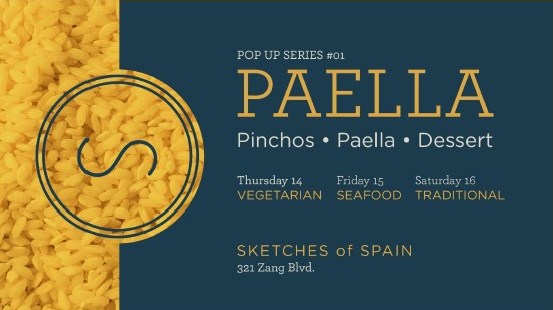 POP UP SERIES #01
PAELLA
Pinchos • Paella • Dessert
Thursday 14 Friday 15 Saturday 16
VEGETARIAN SEAFOOD TRADITIONAL
SKETCHES of SPAIN
321 Zang Blvd.
S